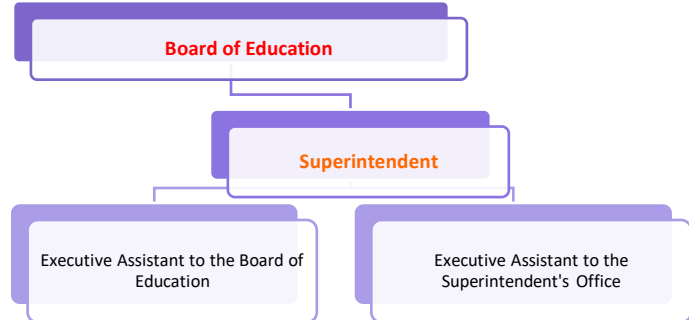 Board of Education
Superintendent
Executive Assistant to the Board of
Education
Executive Assistant to the
Superintendent's Office